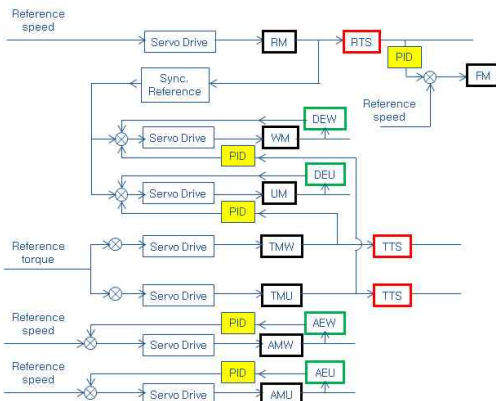 Reference
speed
Servo Drive
RM
RTS
PID
FM
Sync.
Reference
Reference
speed
DEW
Servo Drive
WM
PID
DEU
Servo Drive
UM
PID
Reference
torque
Servo Drive
TMW
TTS
Servo Drive
TMU
TTS
Reference
speed
PID
AEW
Servo Drive
AMW
Reference
speed
PID
AEU
Servo Drive
AMU